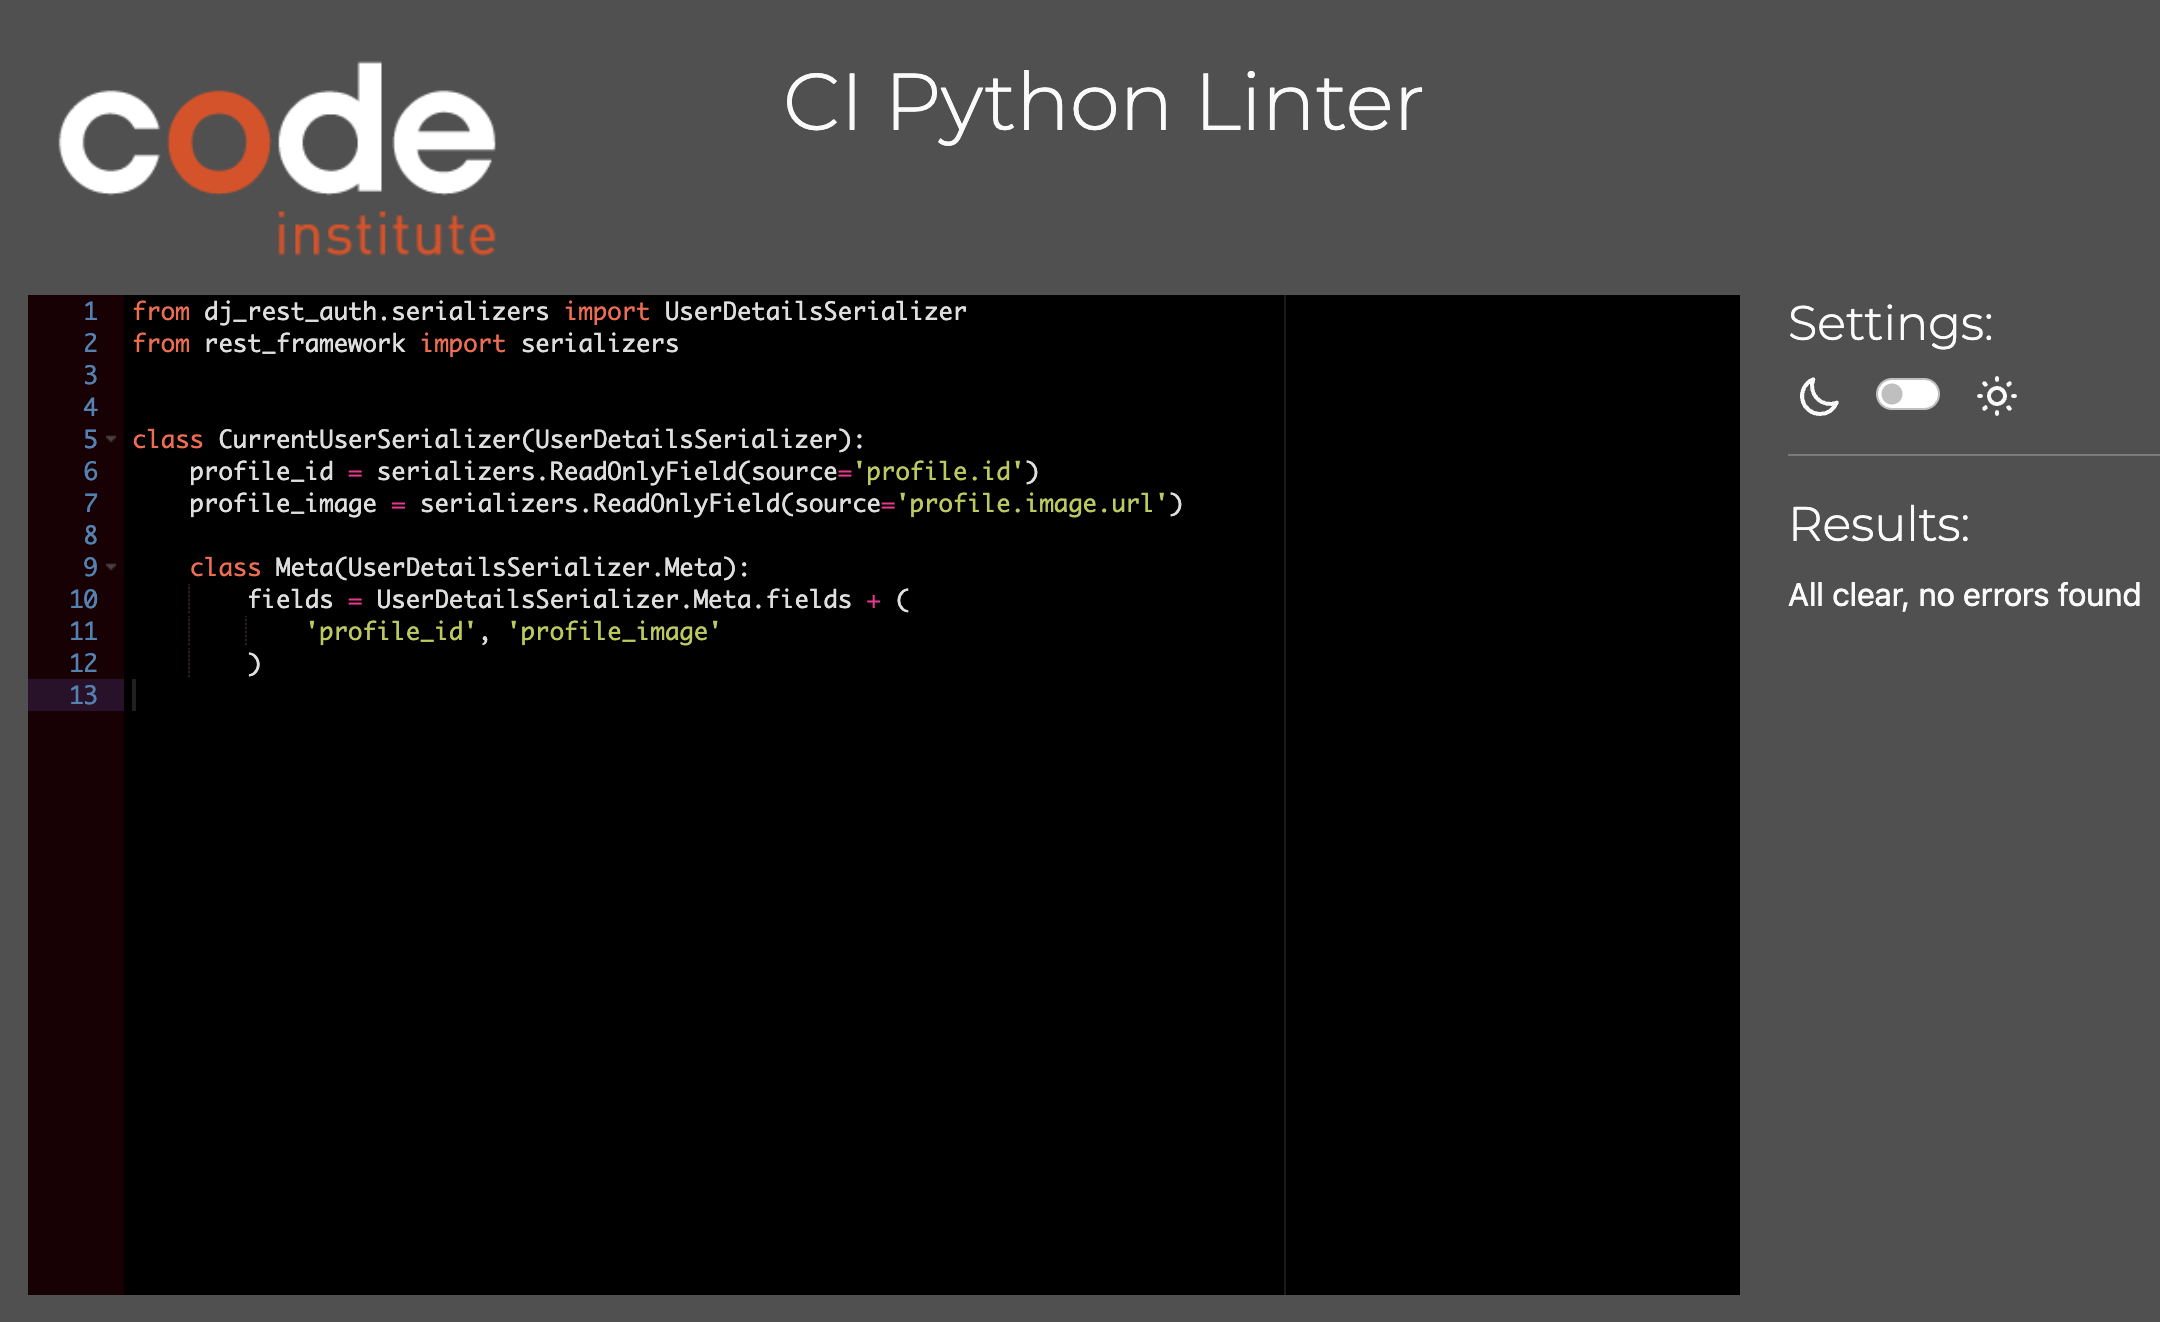 code
institute
CI Python Linter
1 from dj_rest_auth.serializers import UserDetailsSerializer
2 from rest_framework import serializers
3
4
5 class CurrentUserSerializer(UserDetailsSerializer):
6     profile_id = serializers.ReadOnlyField(source='profile.id')
7     profile_image = serializers.ReadOnlyField(source='profile.image.url')
8
9     class Meta(UserDetailsSerializer.Meta):
10         fields = UserDetailsSerializer.Meta.fields + (
11             'profile_id', 'profile_image'
12         )
13
Settings:
Results:
All clear, no errors found